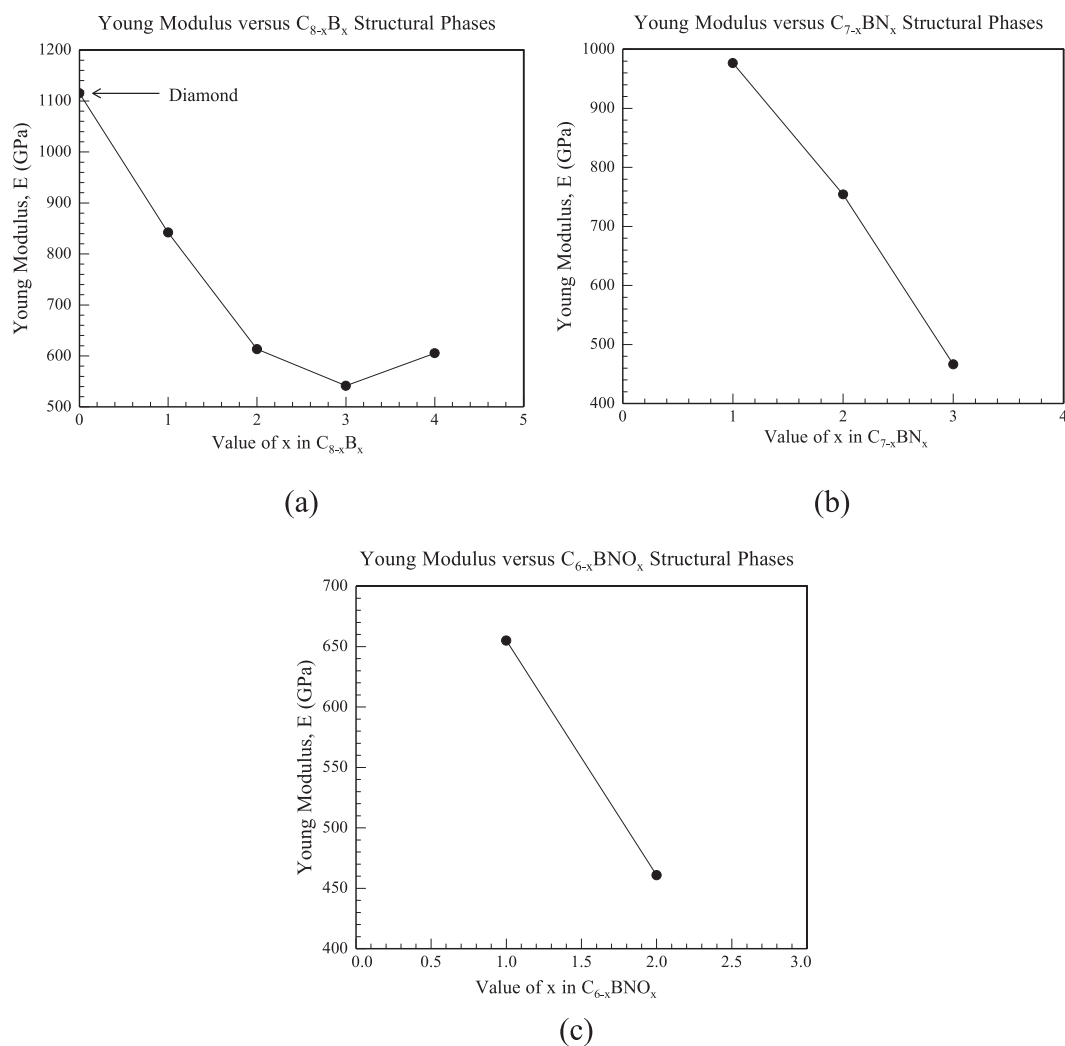 Young Modulus versus C₈₋ₓBₓ Structural Phases
Young Modulus, E (GPa)
1200
1100
1000
900
800
700
600
500
Diamond
0 1 2 3 4 5
Value of x in C₈₋ₓBₓ
(a)
Young Modulus versus C₇₋ₓBNₓ Structural Phases
Young Modulus, E (GPa)
1000
900
800
700
600
500
400
0 1 2 3 4
Value of x in C₇₋ₓBNₓ
(b)
Young Modulus versus C₆₋ₓBNOₓ Structural Phases
Young Modulus, E (GPa)
700
650
600
550
500
450
400
0.0 0.5 1.0 1.5 2.0 2.5 3.0
Value of x in C₆₋ₓBNOₓ
(c)